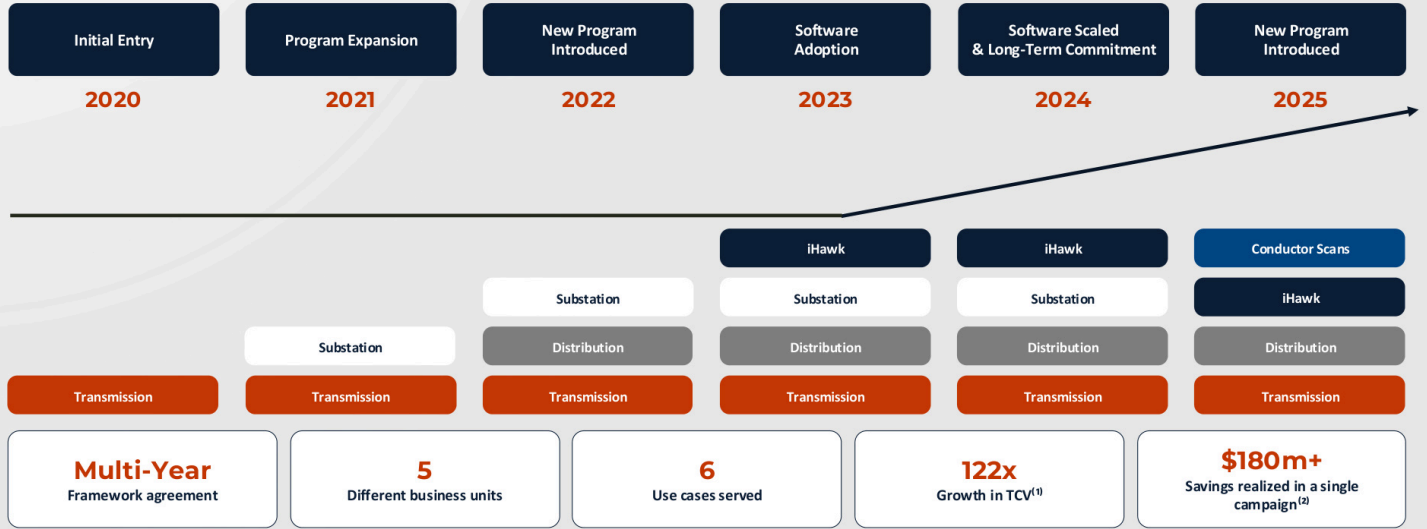 Initial Entry
Program Expansion
New Program
Introduced
Software
Adoption
Software Scaled
& Long-Term Commitment
New Program
Introduced
2020
2021
2022
2023
2024
2025
iHawk
iHawk
Conductor Scans
Substation
Substation
Substation
iHawk
Substation
Distribution
Distribution
Distribution
Distribution
Transmission
Transmission
Transmission
Transmission
Transmission
Transmission
Multi-Year
Framework agreement
5
Different business units
6
Use cases served
122x
Growth in TCV⁽¹⁾
$180m+
Savings realized in a single
campaign⁽²⁾